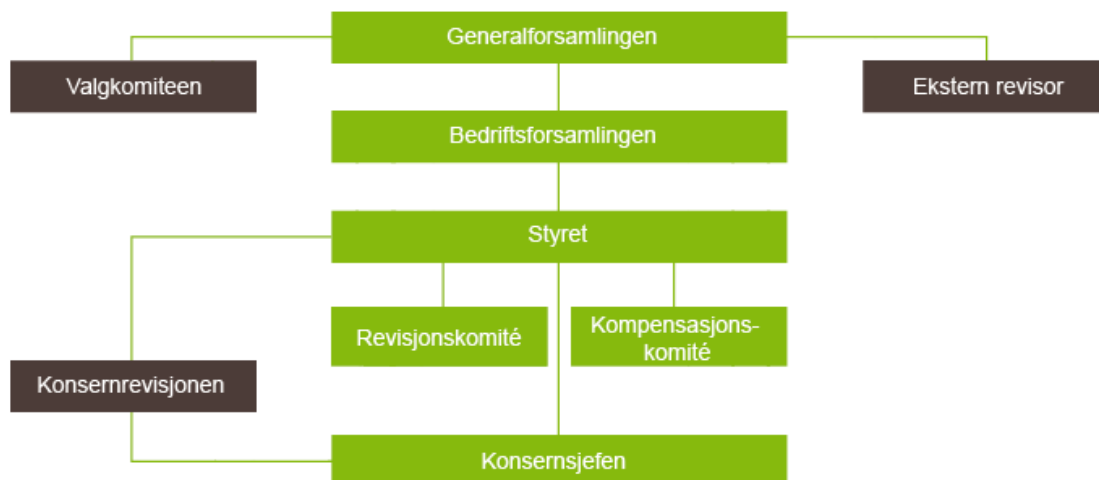 Generalforsamlingen
Valgkomiteen
Ekstern revisor
Bedriftsforsamlingen
Styret
Revisjonskomité
Kompensasjons-
komité
Konsernrevisjonen
Konsernsjefen